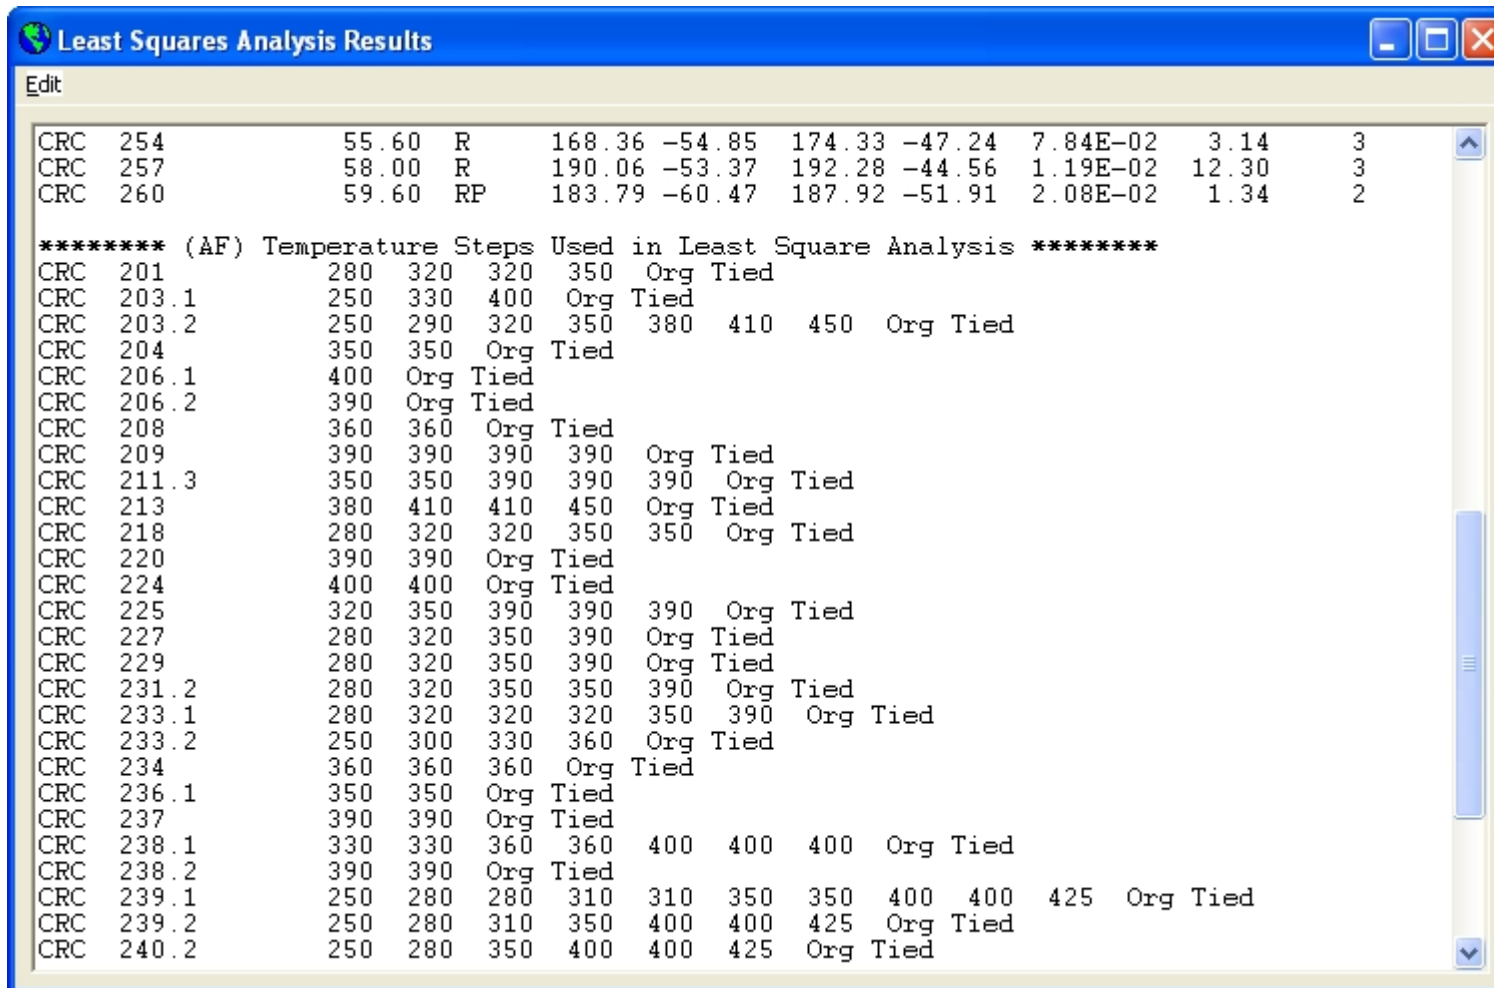 Least Squares Analysis Results
Edit
CRC 254 55.60 R 168.36 -54.85 174.33 -47.24 7.84E-02 3.14 3
CRC 257 58.00 R 190.06 -53.37 192.28 -44.56 1.19E-02 12.30 3
CRC 260 59.60 RP 183.79 -60.47 187.92 -51.91 2.08E-02 1.34 2
******** (AF) Temperature Steps Used in Least Square Analysis ********
CRC 201 280 320 320 350 Org Tied
CRC 203.1 250 330 400 Org Tied
CRC 203.2 250 290 320 350 380 410 450 Org Tied
CRC 204 350 350 Org Tied
CRC 206.1 400 Org Tied
CRC 206.2 390 Org Tied
CRC 208 360 360 Org Tied
CRC 209 390 390 390 390 Org Tied
CRC 211.3 350 350 390 390 390 Org Tied
CRC 213 380 410 410 450 Org Tied
CRC 218 280 320 320 350 350 Org Tied
CRC 220 390 390 Org Tied
CRC 224 400 400 Org Tied
CRC 225 320 350 390 390 390 Org Tied
CRC 227 280 320 350 390 Org Tied
CRC 229 280 320 350 390 Org Tied
CRC 231.2 280 320 350 350 390 Org Tied
CRC 233.1 280 320 320 320 350 390 Org Tied
CRC 233.2 250 300 330 360 Org Tied
CRC 234 360 360 360 Org Tied
CRC 236.1 350 350 Org Tied
CRC 237 390 390 Org Tied
CRC 238.1 330 330 360 360 400 400 400 Org Tied
CRC 238.2 390 390 Org Tied
CRC 239.1 250 280 280 310 310 350 350 400 400 425 Org Tied
CRC 239.2 250 280 310 350 400 400 425 Org Tied
CRC 240.2 250 280 350 400 400 425 Org Tied